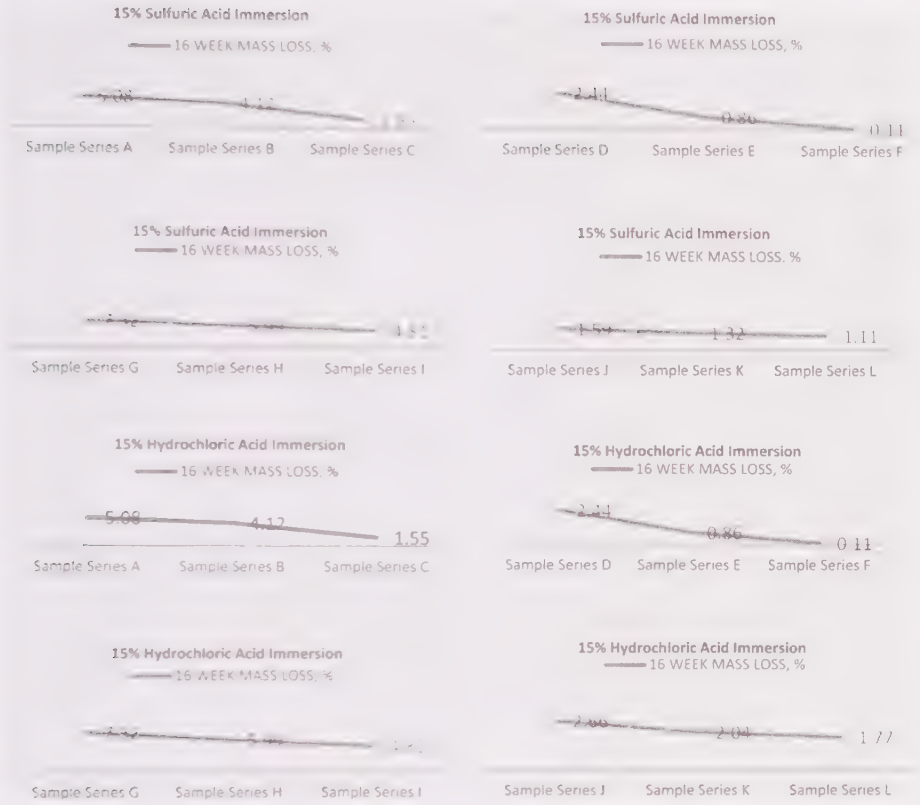 15% Sulfuric Acid Immersion
16 WEEK MASS LOSS, %
Sample Series A Sample Series B Sample Series C
15% Sulfuric Acid Immersion
16 WEEK MASS LOSS, %
2.41 0.86 0.11
Sample Series D Sample Series E Sample Series F
15% Sulfuric Acid Immersion
16 WEEK MASS LOSS, %
Sample Series G Sample Series H Sample Series I
15% Sulfuric Acid Immersion
16 WEEK MASS LOSS. %
1.54 1.32 1.11
Sample Series J Sample Series K Sample Series L
15% Hydrochloric Acid Immersion
16 WEEK MASS LOSS, %
5.08 4.12 1.55
Sample Series A Sample Series B Sample Series C
15% Hydrochloric Acid Immersion
16 WEEK MASS LOSS, %
2.44 0.86 0.11
Sample Series D Sample Series E Sample Series F
15% Hydrochloric Acid Immersion
16 WEEK MASS LOSS, %
Sample Series G Sample Series H Sample Series I
15% Hydrochloric Acid Immersion
16 WEEK MASS LOSS, %
2.04 1.77
Sample Series J Sample Series K Sample Series L